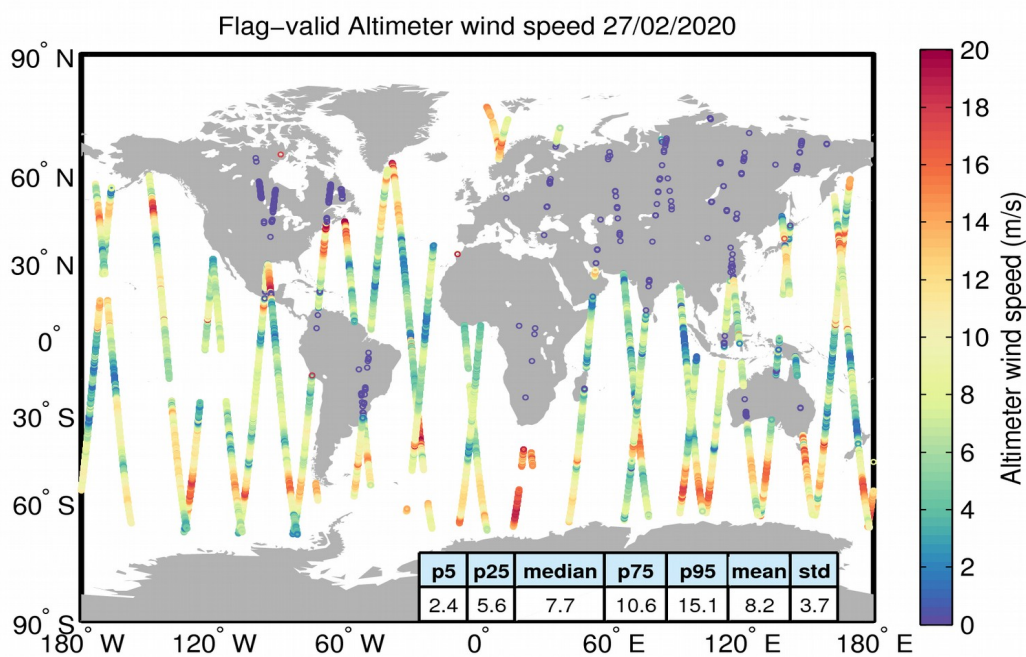 Flag−valid Altimeter wind speed 27/02/2020
90° N
60° N
30° N
0°
30° S
60° S
90° S
180° W
120° W
60° W
0°
60° E
120° E
180° E
p5 p25 median p75 p95 mean std
2.4 5.6 7.7 10.6 15.1 8.2 3.7
20
18
16
14
12
10
8
6
4
2
0
Altimeter wind speed (m/s)